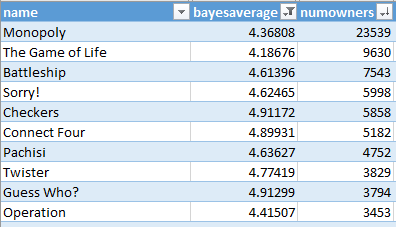 name bayesaverage numowners
Monopoly 4.36808 23539
The Game of Life 4.18676 9630
Battleship 4.61396 7543
Sorry! 4.62465 5998
Checkers 4.91172 5858
Connect Four 4.89931 5182
Pachisi 4.63627 4752
Twister 4.77419 3829
Guess Who? 4.91299 3794
Operation 4.41507 3453